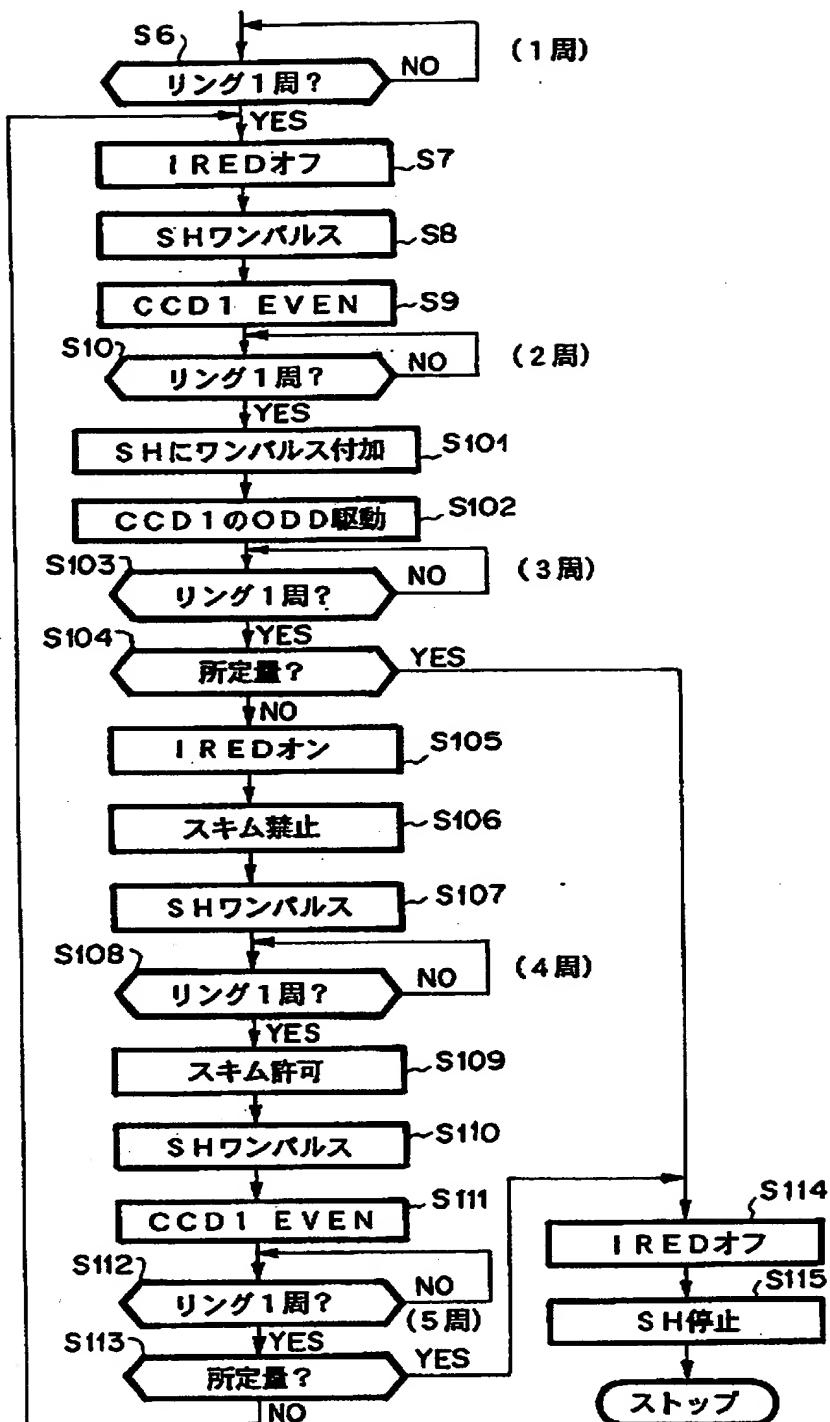 S6
リング1周?
NO
(1周)
YES
IREDオフ
S7
SHワンパルス
S8
CCD1 EVEN
S9
S10
リング1周?
NO
(2周)
YES
SHにワンパルス付加
S101
CCD1のODD駆動
S102
S103
リング1周?
NO
(3周)
YES
S104
所定量?
YES
NO
IREDオン
S105
スキム禁止
S106
SHワンパルス
S107
S108
リング1周?
NO
(4周)
YES
スキム許可
S109
SHワンパルス
S110
CCD1 EVEN
S111
S112
リング1周?
NO
(5周)
YES
S113
所定量?
YES
NO
S114
IREDオフ
S115
SH停止
ストップ